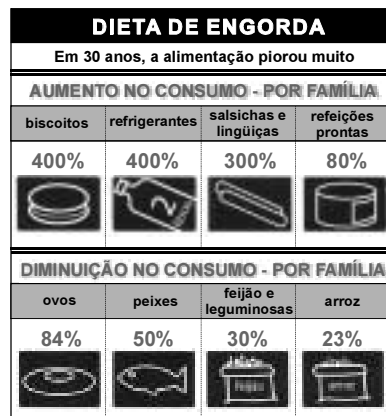 DIETA DE ENGORDA
Em 30 anos, a alimentação piorou muito
AUMENTO NO CONSUMO - POR FAMÍLIA
biscoitos
refrigerantes
salsichas e
lingüiças
refeições
prontas
400%
400%
300%
80%
2
DIMINUIÇÃO NO CONSUMO - POR FAMÍLIA
ovos
peixes
feijão e
leguminosas
arroz
84%
50%
30%
23%